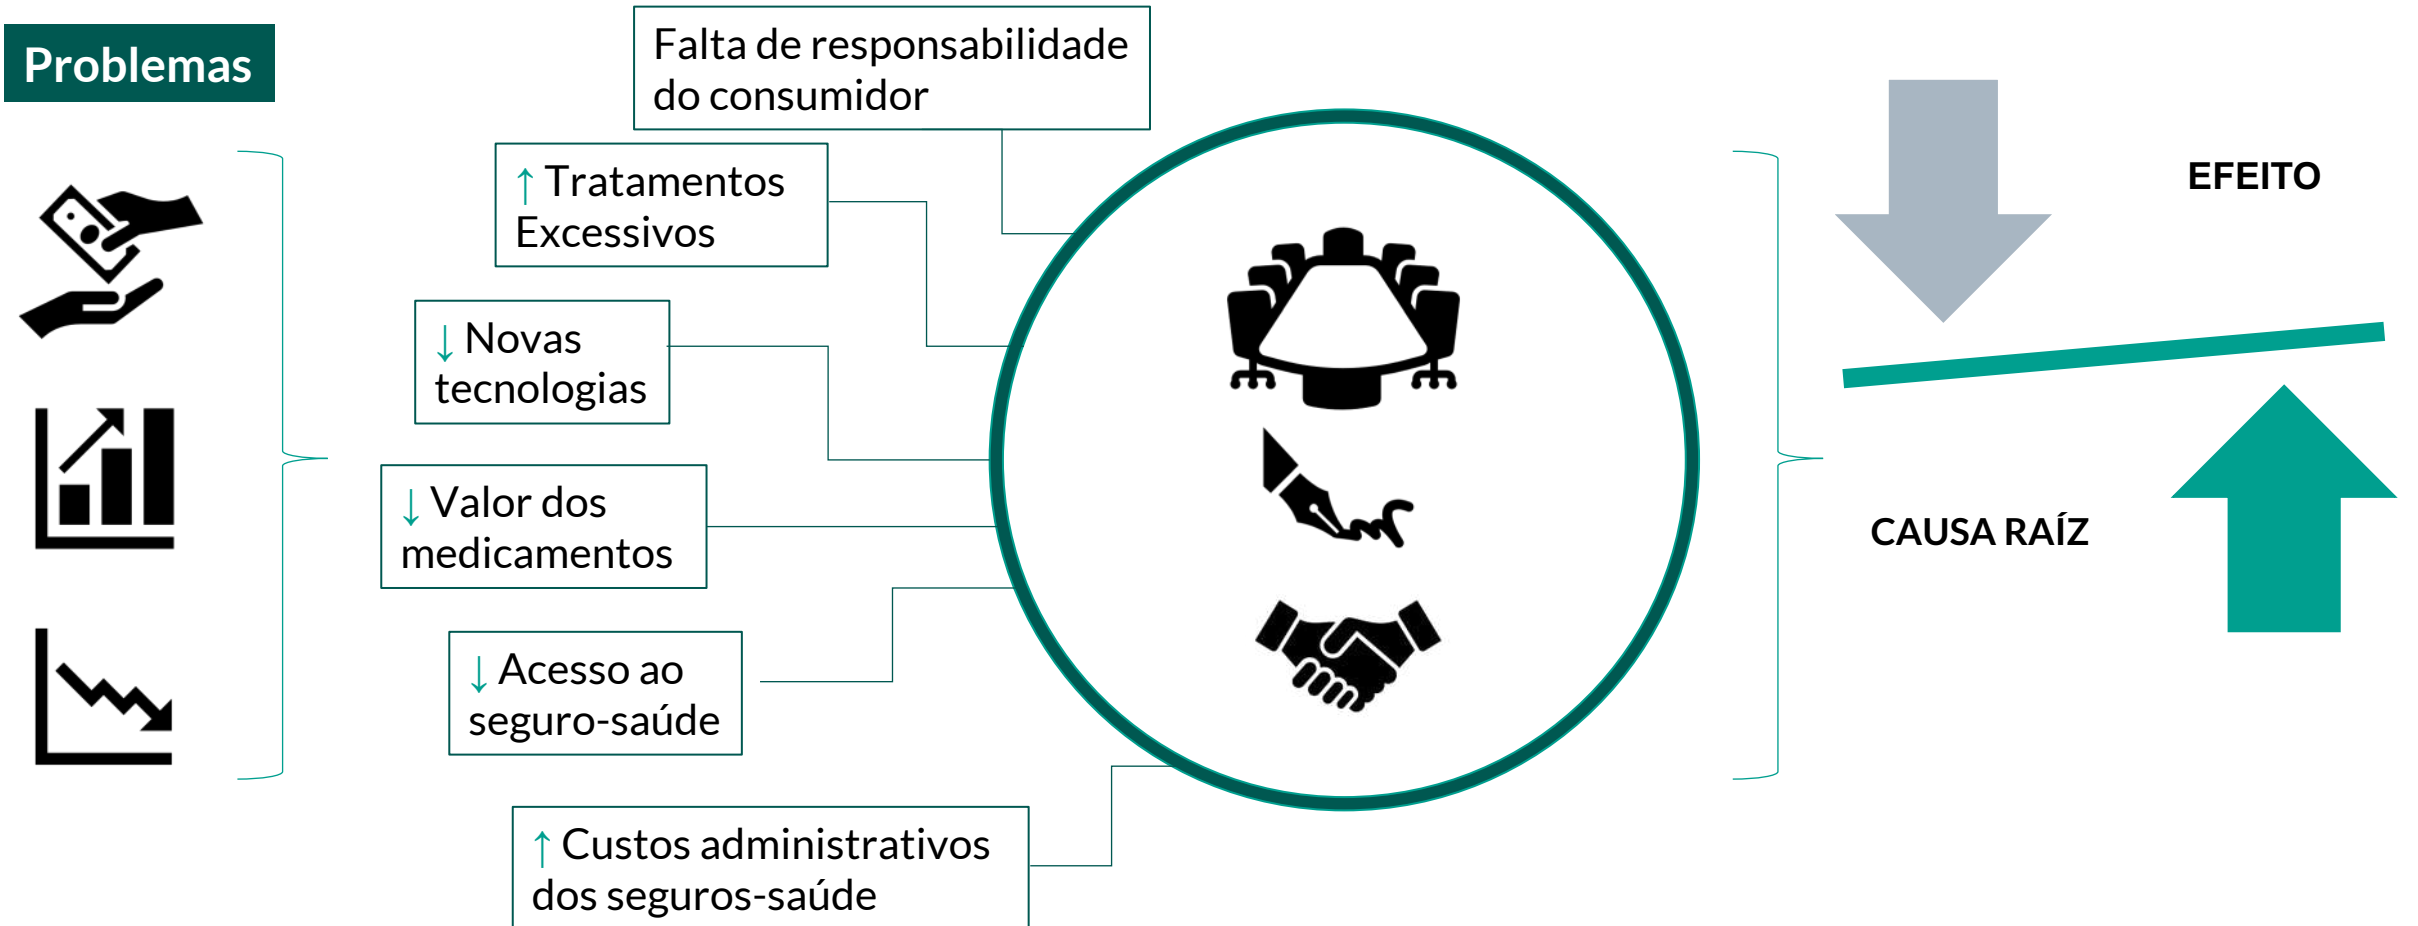 Problemas
Falta de responsabilidade
do consumidor
↑ Tratamentos
Excessivos
↓ Novas
tecnologias
↓ Valor dos
medicamentos
↓ Acesso ao
seguro-saúde
↑ Custos administrativos
dos seguros-saúde
EFEITO
CAUSA RAÍZ